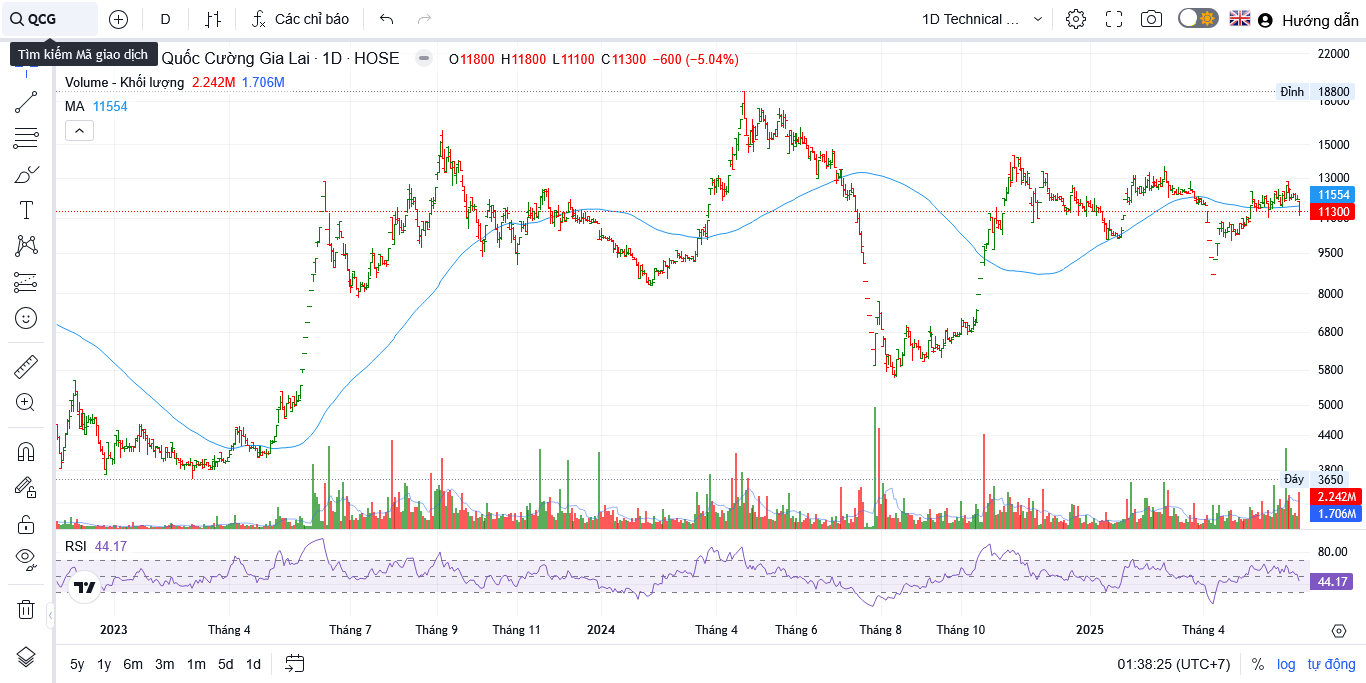 QCG D Các chỉ báo 1D Technical ... Hướng dẫn
Tìm kiếm Mã giao dịch Quốc Cường Gia Lai · 1D · HOSE O11800 H11800 L11100 C11300 −600 (−5.04%)
Volume - Khối lượng 2.242M 1.706M
MA 11554
22000
Đỉnh 18800
18000
15000
13000
11554
11300
9500
8000
6800
5800
5000
4400
3800
Đáy 3650
2.242M
1.706M
RSI 44.17
80.00
44.17
2023 Tháng 4 Tháng 7 Tháng 9 Tháng 11 2024 Tháng 4 Tháng 6 Tháng 8 Tháng 10 2025 Tháng 4
5y 1y 6m 3m 1m 5d 1d 01:38:25 (UTC+7) % log tự động